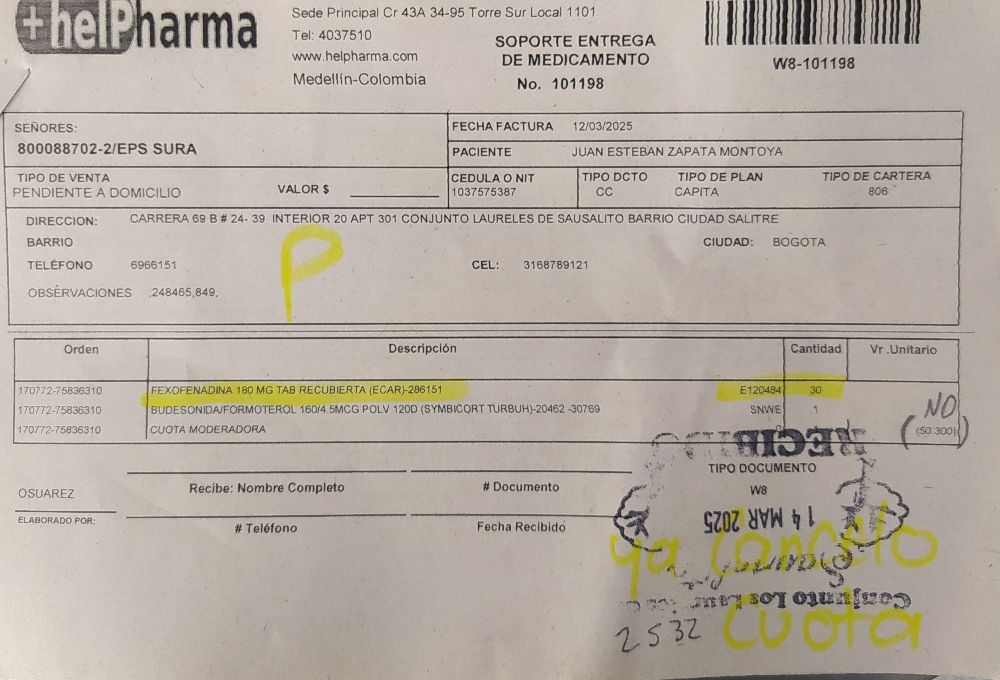 +helPharma
Sede Principal Cr 43A 34-95 Torre Sur Local 1101
Tel: 4037510
www.helpharma.com
Medellín-Colombia
SOPORTE ENTREGA
DE MEDICAMENTO
No. 101198
W8-101198
SEÑORES:
800088702-2/EPS SURA
FECHA FACTURA 12/03/2025
PACIENTE JUAN ESTEBAN ZAPATA MONTOYA
TIPO DE VENTA
PENDIENTE A DOMICILIO
VALOR $
CEDULA O NIT
1037575387
TIPO DCTO
CC
TIPO DE PLAN
CAPITA
TIPO DE CARTERA
806
DIRECCION: CARRERA 69 B # 24- 39 INTERIOR 20 APT 301 CONJUNTO LAURELES DE SAUSALITO BARRIO CIUDAD SALITRE
BARRIO
CIUDAD: BOGOTA
TELÉFONO 6966151
CEL: 3168789121
OBSERVACIONES ,248465,849,
P
Orden Descripción Cantidad Vr .Unitario
170772-75836310 FEXOFENADINA 180 MG TAB RECUBIERTA (ECAR)-286151 E120484 30
170772-75836310 BUDESONIDA/FORMOTEROL 160/4.5MCG POLV 120D (SYMBICORT TURBUH)-20462 -30769 SNWE 1
NO
170772-75836310 CUOTA MODERADORA (50.300)
RECIBIDO
TIPO DOCUMENTO
W8
14 MAR 2025
OSUAREZ
ELABORADO POR:
Recibe: Nombre Completo
# Documento
# Teléfono
Fecha Recibido
ya cancelo
cuota
Conjunto Los
2532